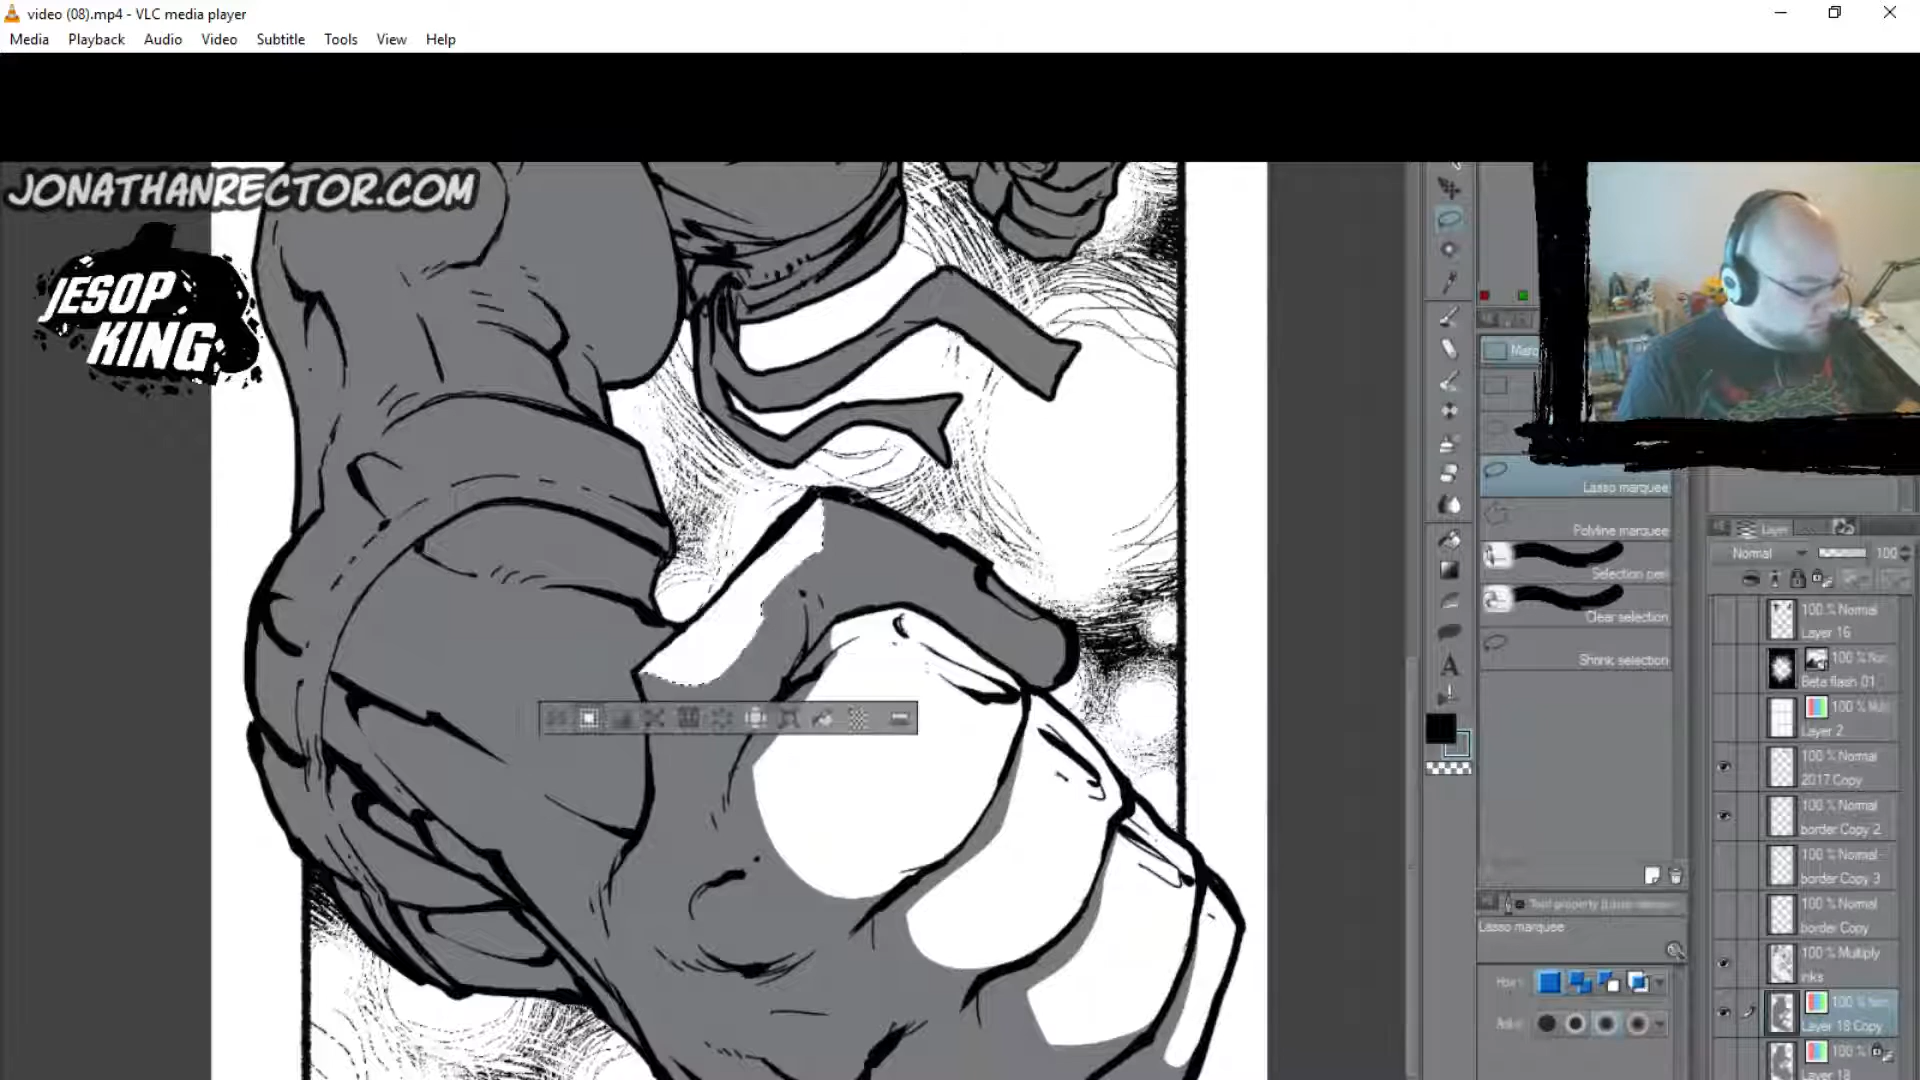 video (08).mp4 - VLC media player
Media Playback Audio Video Subtitle Tools View Help
JONATHANRECTOR.COM
JESOP
KING
Lasso marquee
Polyline marquee
Selection pen
Clear selection
Shrink selection
Lasso marquee
Layer
Normal 100
100 % Normal
Layer 16
Beta flash 01
Layer 2
100 % Normal
2017 Copy
100 % Normal
border Copy 2
100 % Normal
border Copy 3
100 % Normal
border Copy
100 % Multiply
inks
Layer 18 Copy
Layer 18